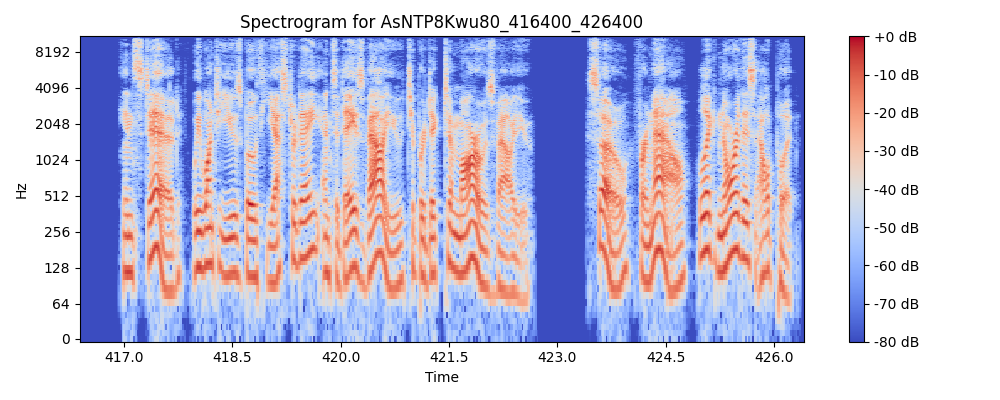 Spectrogram for AsNTP8Kwu80_416400_426400
8192
4096
2048
1024
512
256
128
64
0
Hz
417.0 418.5 420.0 421.5 423.0 424.5 426.0
Time
+0 dB
-10 dB
-20 dB
-30 dB
-40 dB
-50 dB
-60 dB
-70 dB
-80 dB